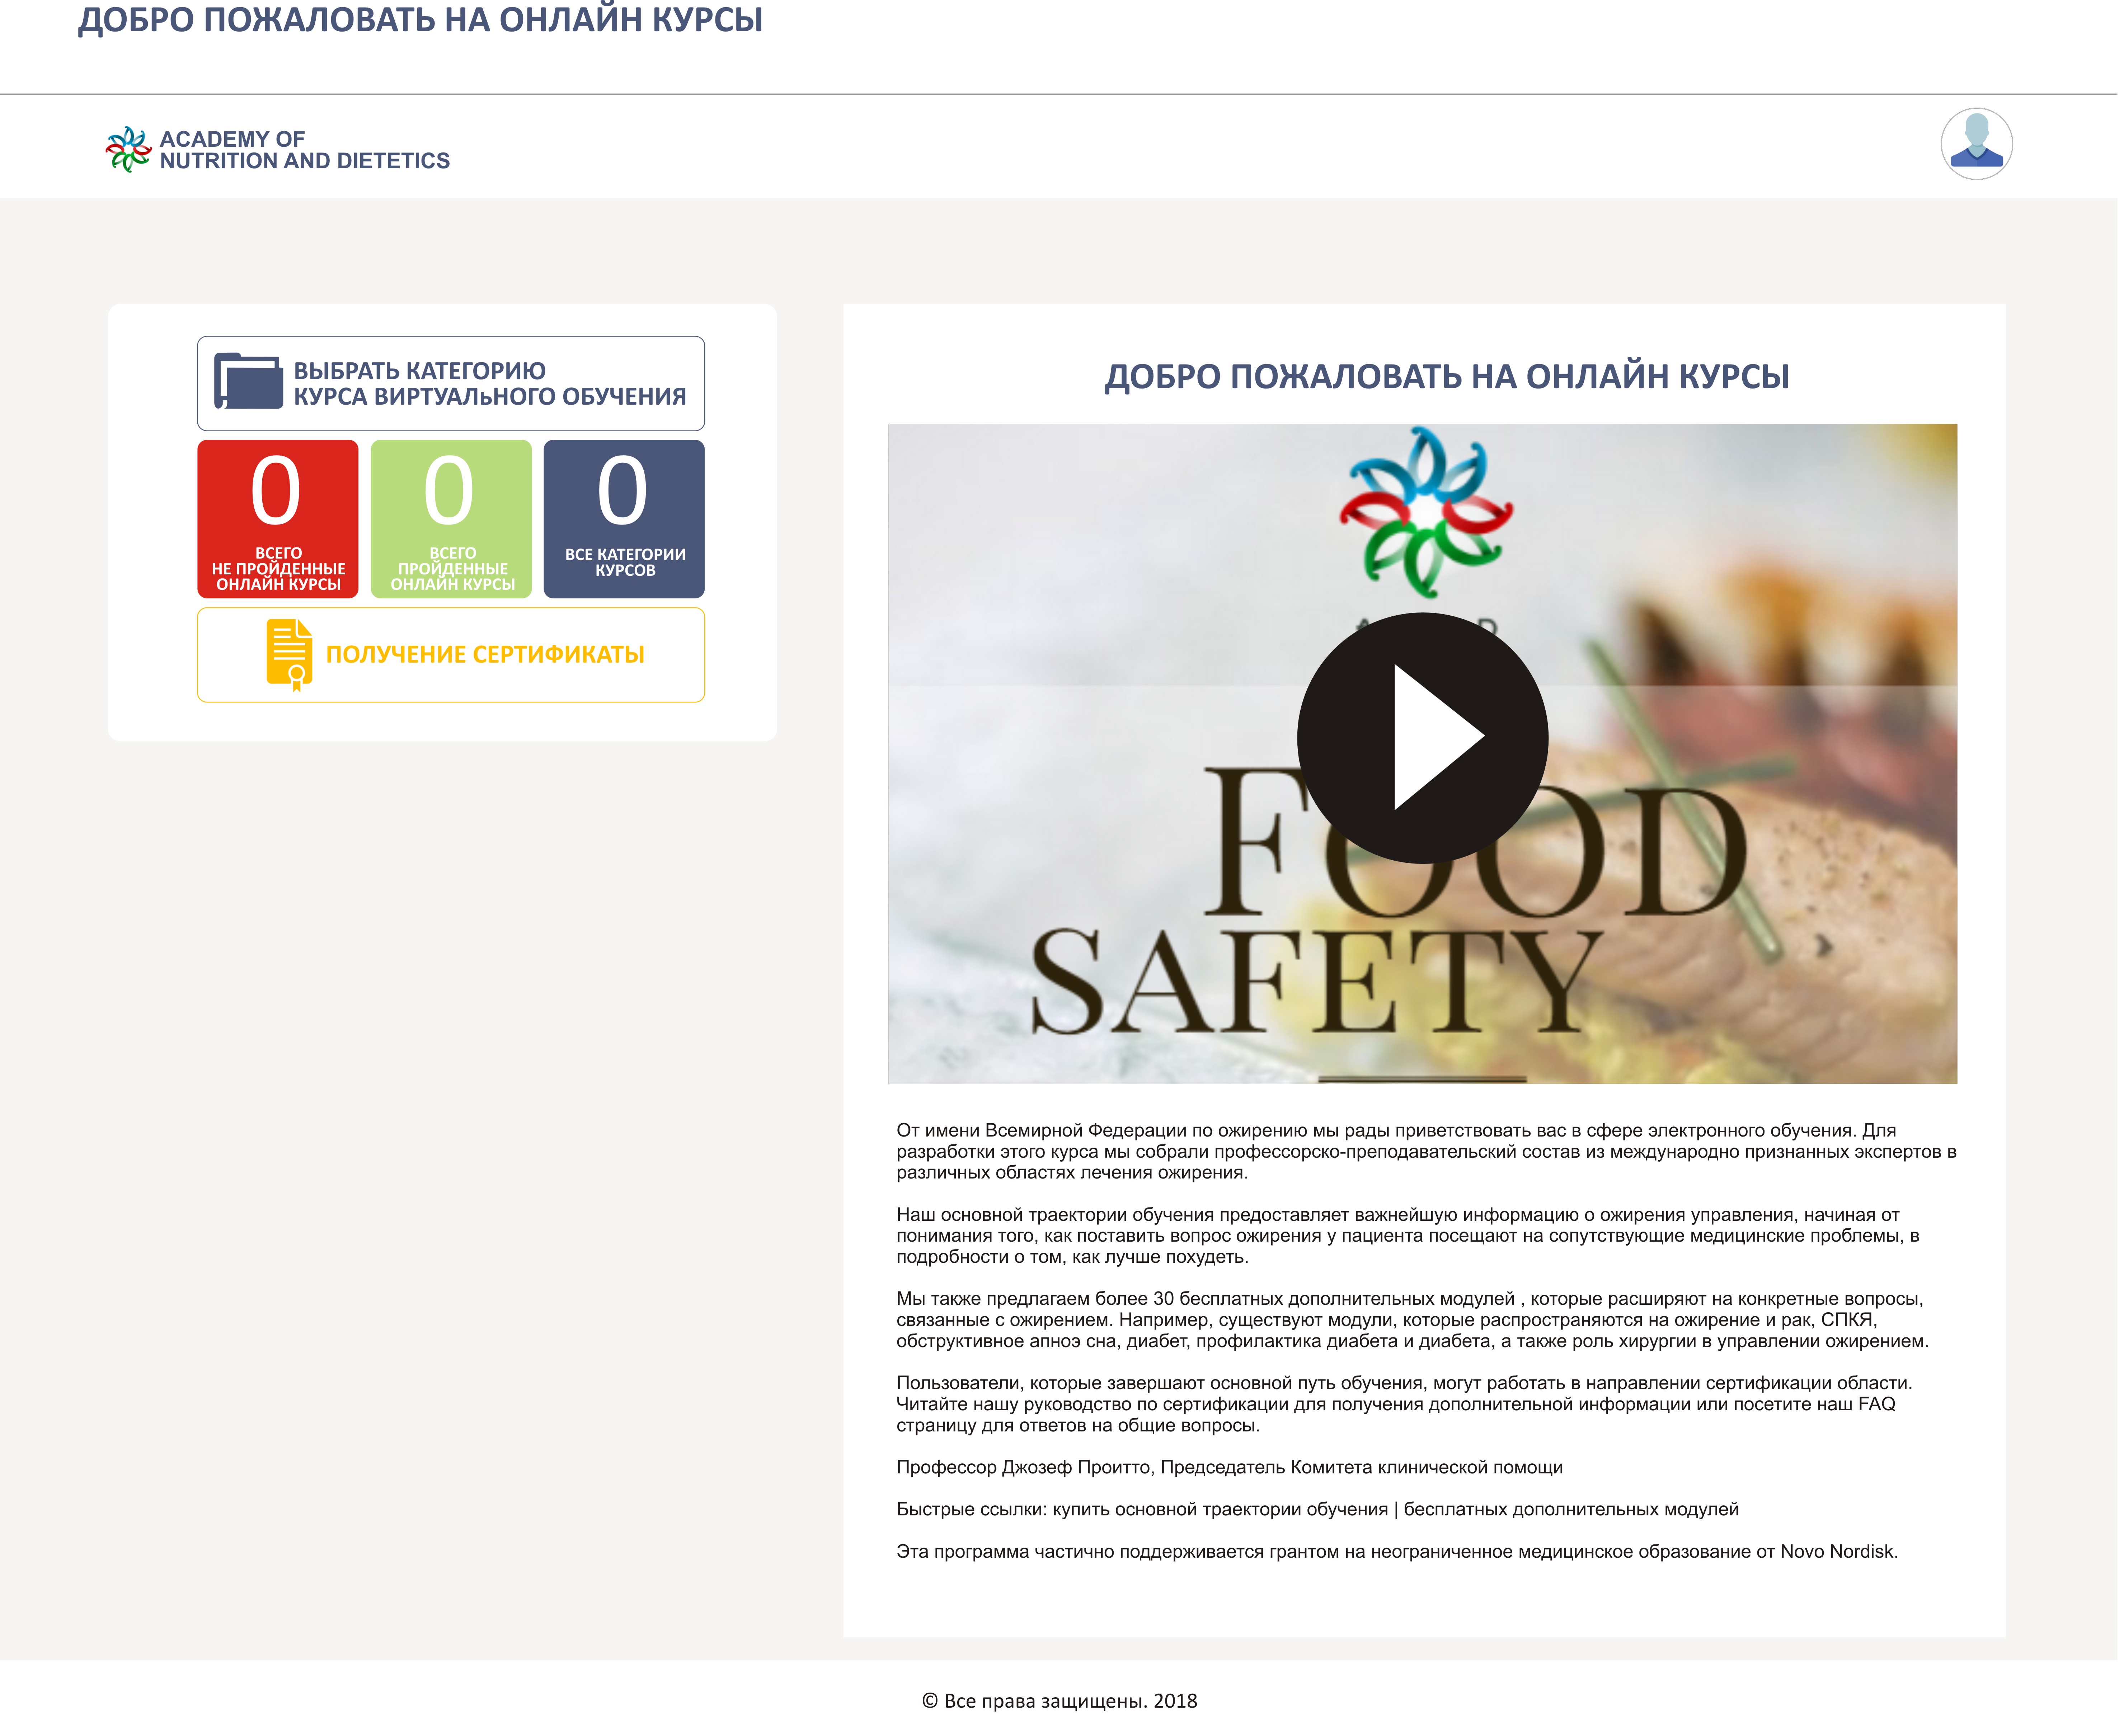 ДОБРО ПОЖАЛОВАТЬ НА ОНЛАЙН КУРСЫ
ACADEMY OF
NUTRITION AND DIETETICS
ВЫБРАТЬ КАТЕГОРИЮ
КУРСА ВИРТУАЛьНОГО ОБУЧЕНИЯ
0
ВСЕГО
НЕ ПРОЙДЕННЫЕ
ОНЛАЙН КУРСЫ
0
ВСЕГО
ПРОЙДЕННЫЕ
ОНЛАЙН КУРСЫ
0
ВСЕ КАТЕГОРИИ
КУРСОВ
ПОЛУЧЕНИЕ СЕРТИФИКАТЫ
ДОБРО ПОЖАЛОВАТЬ НА ОНЛАЙН КУРСЫ
FOOD
SAFETY
От имени Всемирной Федерации по ожирению мы рады приветствовать вас в сфере электронного обучения. Для
разработки этого курса мы собрали профессорско-преподавательский состав из международно признанных экспертов в
различных областях лечения ожирения.
Наш основной траектории обучения предоставляет важнейшую информацию о ожирения управления, начиная от
понимания того, как поставить вопрос ожирения у пациента посещают на сопутствующие медицинские проблемы, в
подробности о том, как лучше похудеть.
Мы также предлагаем более 30 бесплатных дополнительных модулей , которые расширяют на конкретные вопросы,
связанные с ожирением. Например, существуют модули, которые распространяются на ожирение и рак, СПКЯ,
обструктивное апноэ сна, диабет, профилактика диабета и диабета, а также роль хирургии в управлении ожирением.
Пользователи, которые завершают основной путь обучения, могут работать в направлении сертификации области.
Читайте нашу руководство по сертификации для получения дополнительной информации или посетите наш FAQ
страницу для ответов на общие вопросы.
Профессор Джозеф Проитто, Председатель Комитета клинической помощи
Быстрые ссылки: купить основной траектории обучения | бесплатных дополнительных модулей
Эта программа частично поддерживается грантом на неограниченное медицинское образование от Novo Nordisk.
© Все права защищены. 2018